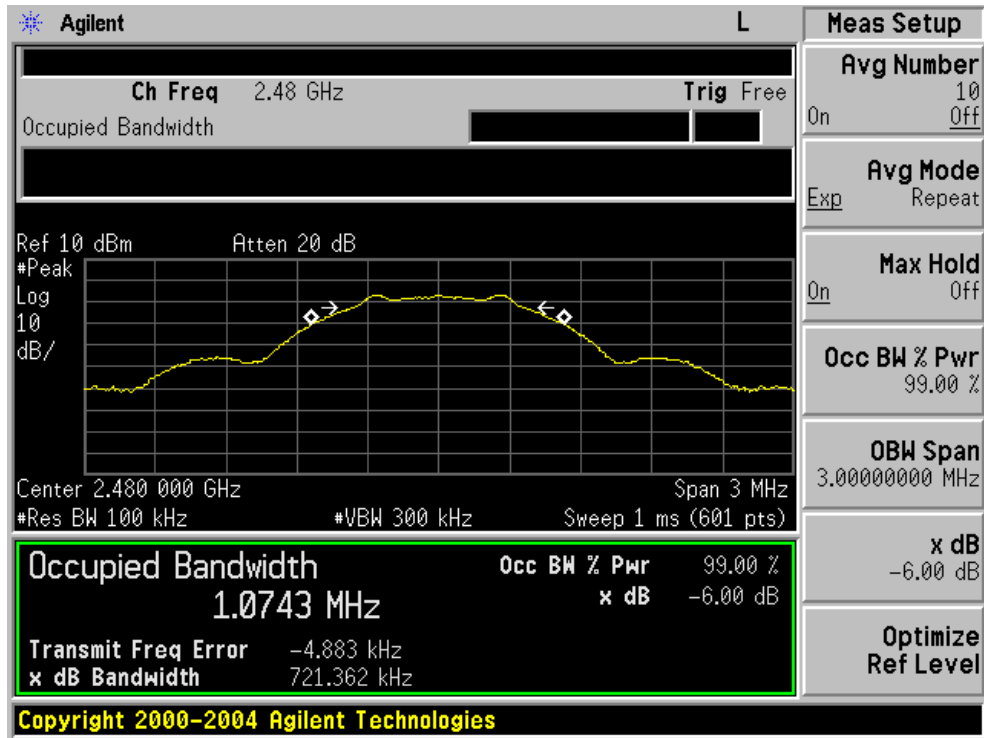 Agilent L
Ch Freq 2.48 GHz Trig Free
Occupied Bandwidth
Ref 10 dBm Atten 20 dB
#Peak
Log
10
dB/
Center 2.480 000 GHz Span 3 MHz
#Res BW 100 kHz #VBW 300 kHz Sweep 1 ms (601 pts)
Occupied Bandwidth Occ BW % Pwr 99.00 %
1.0743 MHz x dB -6.00 dB
Transmit Freq Error -4.883 kHz
x dB Bandwidth 721.362 kHz
Copyright 2000-2004 Agilent Technologies
Meas Setup
Avg Number
10
On Off
Avg Mode
Exp Repeat
Max Hold
On Off
Occ BW % Pwr
99.00 %
OBW Span
3.00000000 MHz
x dB
-6.00 dB
Optimize
Ref Level